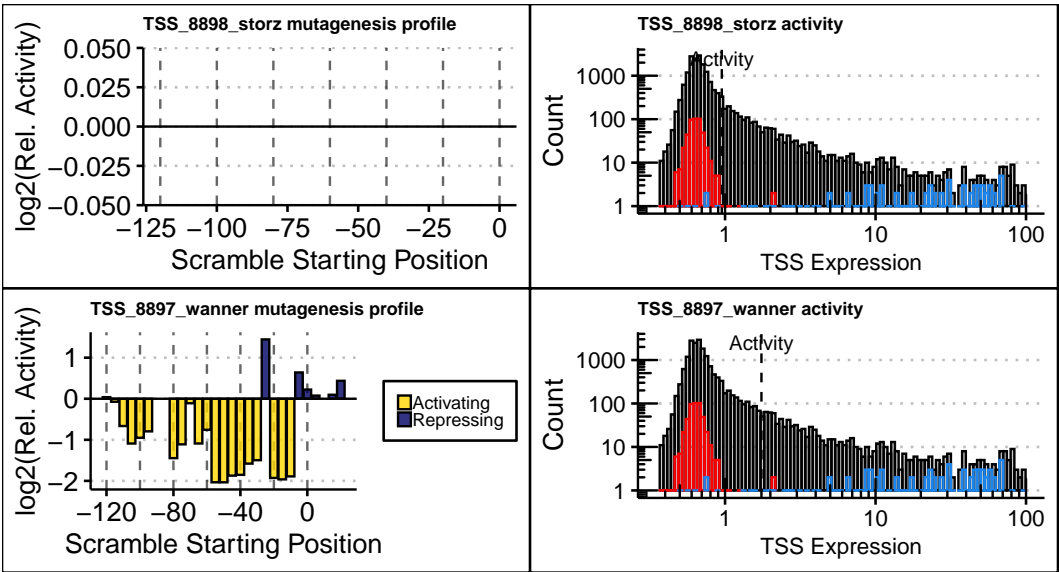 TSS_8898_storz mutagenesis profile
log2(Rel. Activity)
0.050
0.025
0.000
−0.025
−0.050
−125 −100 −75 −50 −25 0
Scramble Starting Position
TSS_8898_storz activity
Activity
Count
1000
100
10
1
1 10 100
TSS Expression
TSS_8897_wanner mutagenesis profile
log2(Rel. Activity)
1
0
−1
−2
−120 −80 −40 0
Scramble Starting Position
Activating
Repressing
TSS_8897_wanner activity
Activity
Count
1000
100
10
1
1 10 100
TSS Expression